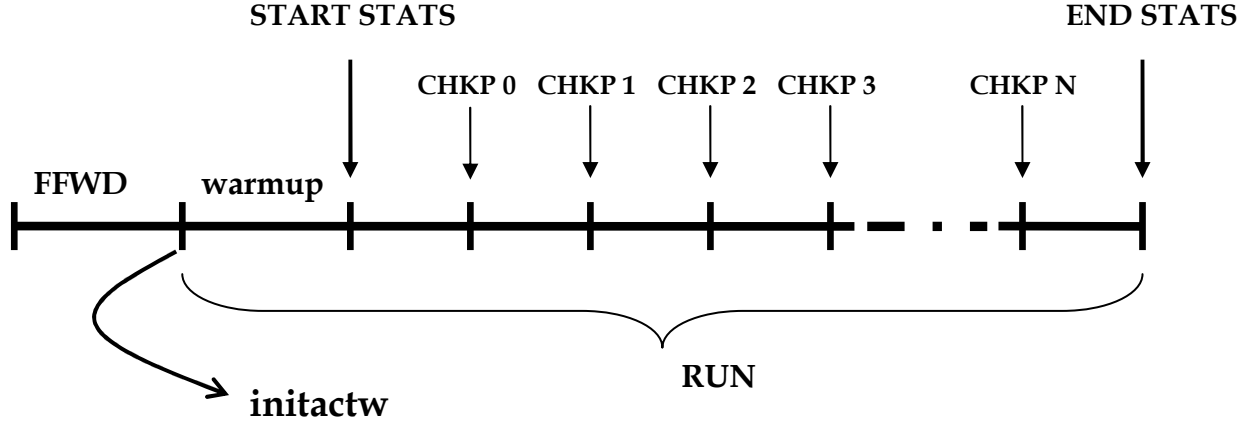 START STATS
END STATS
CHKP 0
CHKP 1
CHKP 2
CHKP 3
CHKP N
FFWD
warmup
RUN
initactw